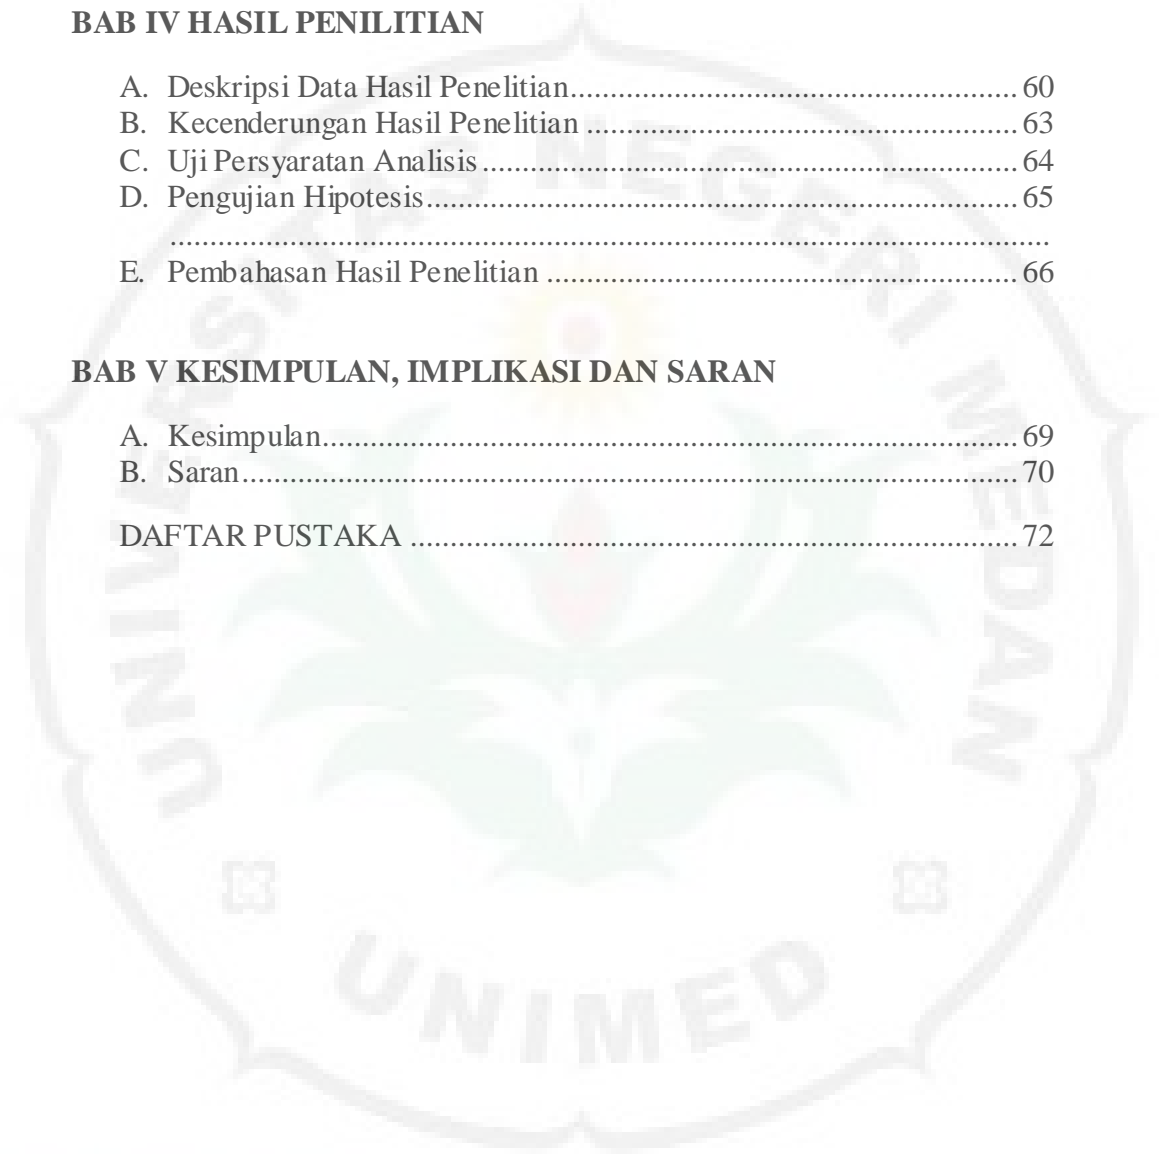 BAB IV HASIL PENILITIAN
A. Deskripsi Data Hasil Penelitian........................................................ 60
B. Kecenderungan Hasil Penelitian ...................................................... 63
C. Uji Persyaratan Analisis................................................................... 64
D. Pengujian Hipotesis.......................................................................... 65
..............................................................................................................
E. Pembahasan Hasil Penelitian ........................................................... 66
BAB V KESIMPULAN, IMPLIKASI DAN SARAN
A. Kesimpulan....................................................................................... 69
B. Saran................................................................................................. 70
DAFTAR PUSTAKA ............................................................................ 72
UNIVERSITAS NEGERI MEDAN
UNIMED